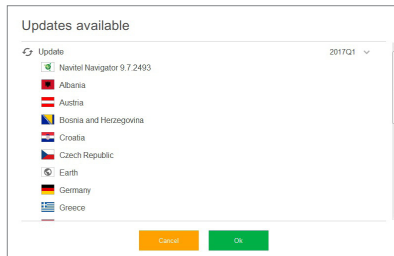 Updates available
Update 2017Q1
Navitel Navigator 9.7.2493
Albania
Austria
Bosnia and Herzegovina
Croatia
Czech Republic
Earth
Germany
Greece
Cancel Ok